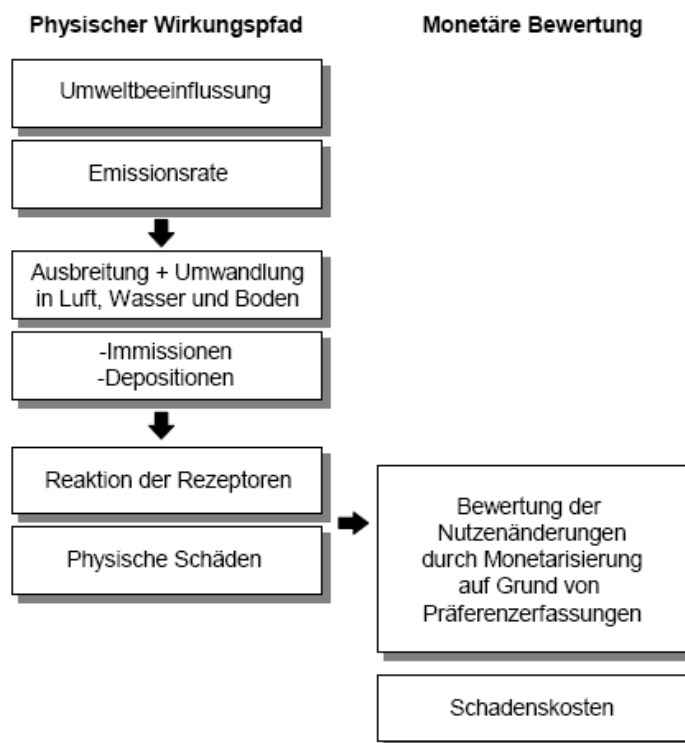 Physischer Wirkungspfad
Monetäre Bewertung
Umweltbeeinflussung
Emissionsrate
Ausbreitung + Umwandlung
in Luft, Wasser und Boden
-Immissionen
-Depositionen
Reaktion der Rezeptoren
Physische Schäden
Bewertung der
Nutzenänderungen
durch Monetarisierung
auf Grund von
Präferenzerfassungen
Schadenskosten